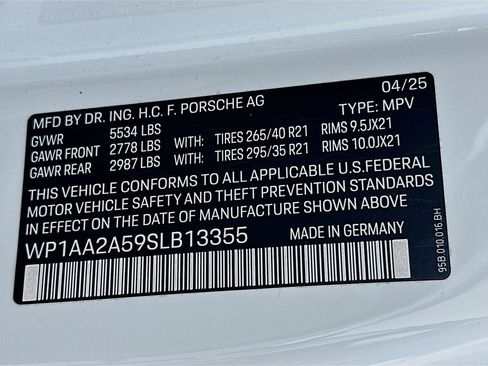 04/25
MFD BY DR. ING. H.C. F. PORSCHE AG
TYPE: MPV
GVWR 5534 LBS
GAWR FRONT 2778 LBS WITH: TIRES 265/40 R21 RIMS 9.5JX21
GAWR REAR 2987 LBS WITH: TIRES 295/35 R21 RIMS 10.0JX21
THIS VEHICLE CONFORMS TO ALL APPLICABLE U.S.FEDERAL
MOTOR VEHICLE SAFETY AND THEFT PREVENTION STANDARDS
IN EFFECT ON THE DATE OF MANUFACTURE SHOWN ABOVE
WP1AA2A59SLB13355
95B 010 016 BH